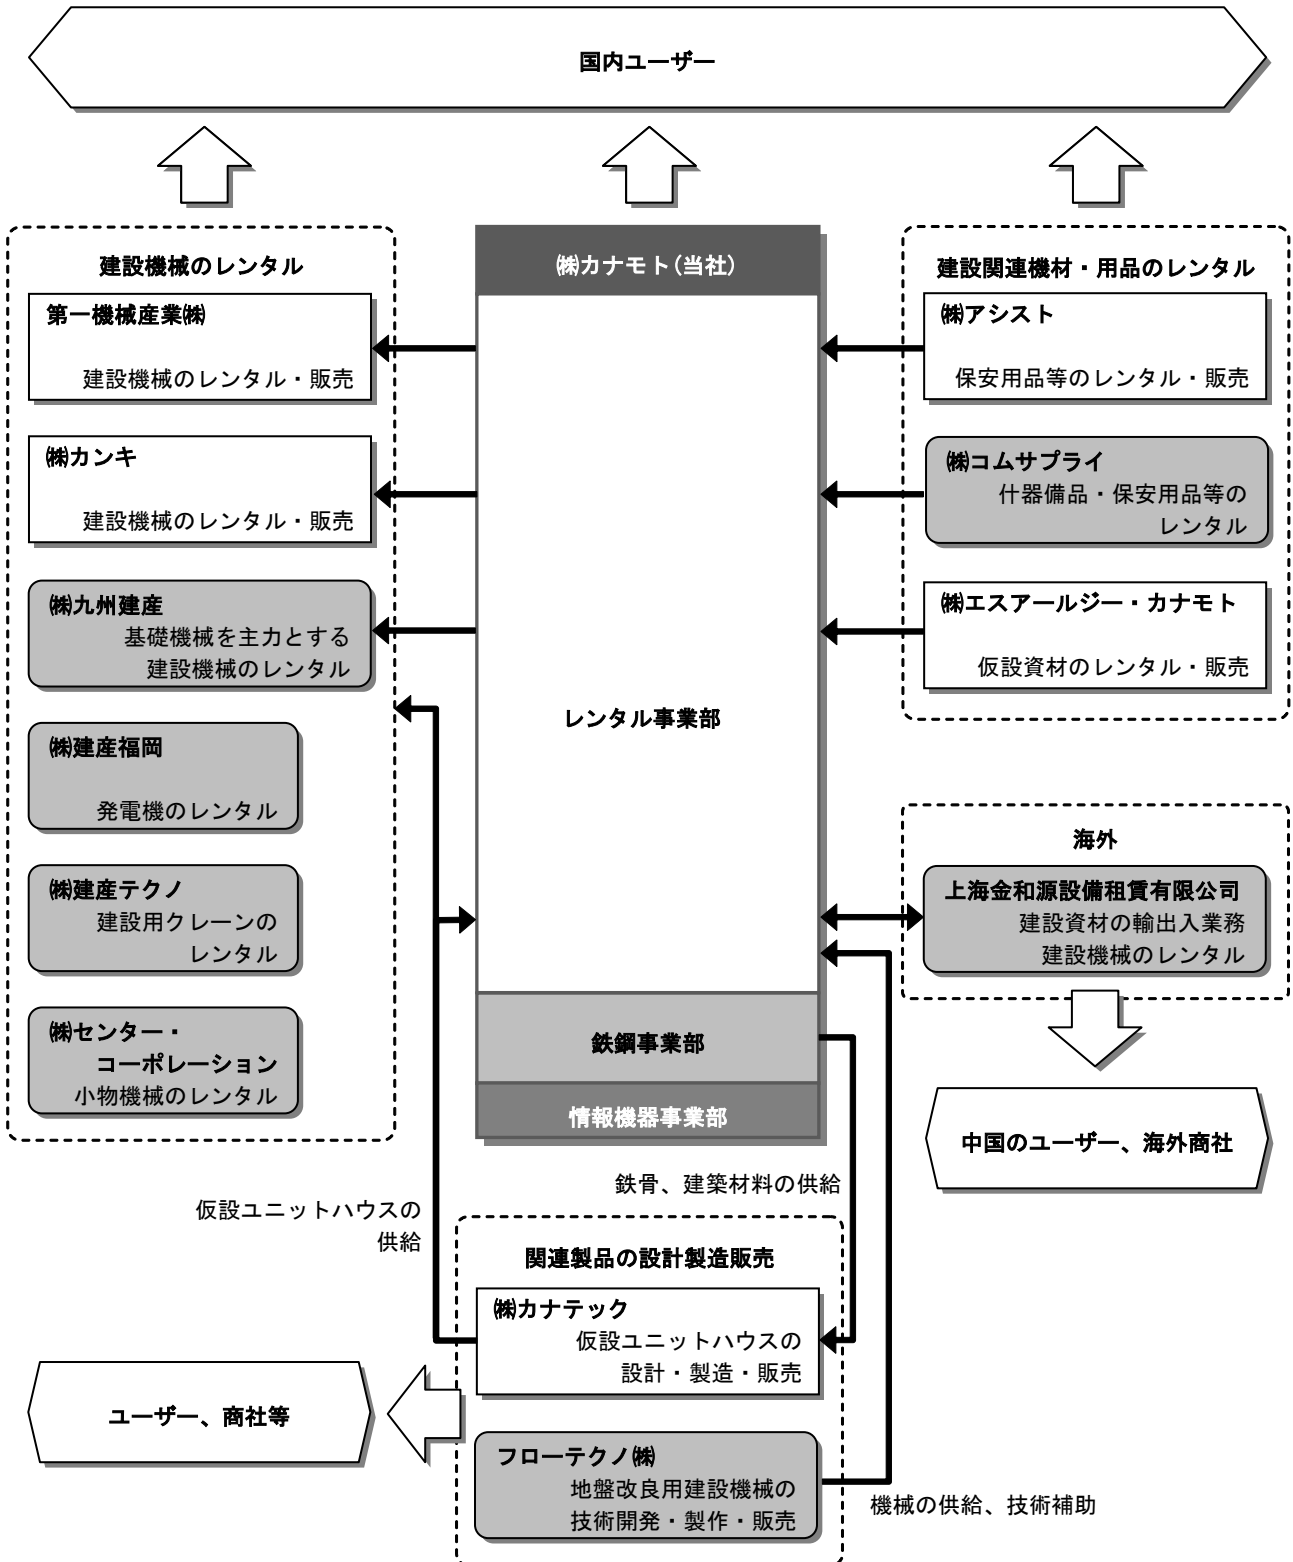 国内ユーザー
建設機械のレンタル
第一機械産業㈱
建設機械のレンタル・販売
㈱カンキ
建設機械のレンタル・販売
㈱九州建産
基礎機械を主力とする
建設機械のレンタル
㈱建産福岡
発電機のレンタル
㈱建産テクノ
建設用クレーンの
レンタル
㈱センター・
コーポレーション
小物機械のレンタル
㈱カナモト(当社)
レンタル事業部
鉄鋼事業部
情報機器事業部
建設関連機材・用品のレンタル
㈱アシスト
保安用品等のレンタル・販売
㈱コムサプライ
什器備品・保安用品等の
レンタル
㈱エスアールジー・カナモト
仮設資材のレンタル・販売
海外
上海金和源設備租賃有限公司
建設資材の輸出入業務
建設機械のレンタル
中国のユーザー、海外商社
鉄骨、建築材料の供給
仮設ユニットハウスの
供給
関連製品の設計製造販売
㈱カナテック
仮設ユニットハウスの
設計・製造・販売
ユーザー、商社等
フローテクノ㈱
地盤改良用建設機械の
技術開発・製作・販売
機械の供給、技術補助